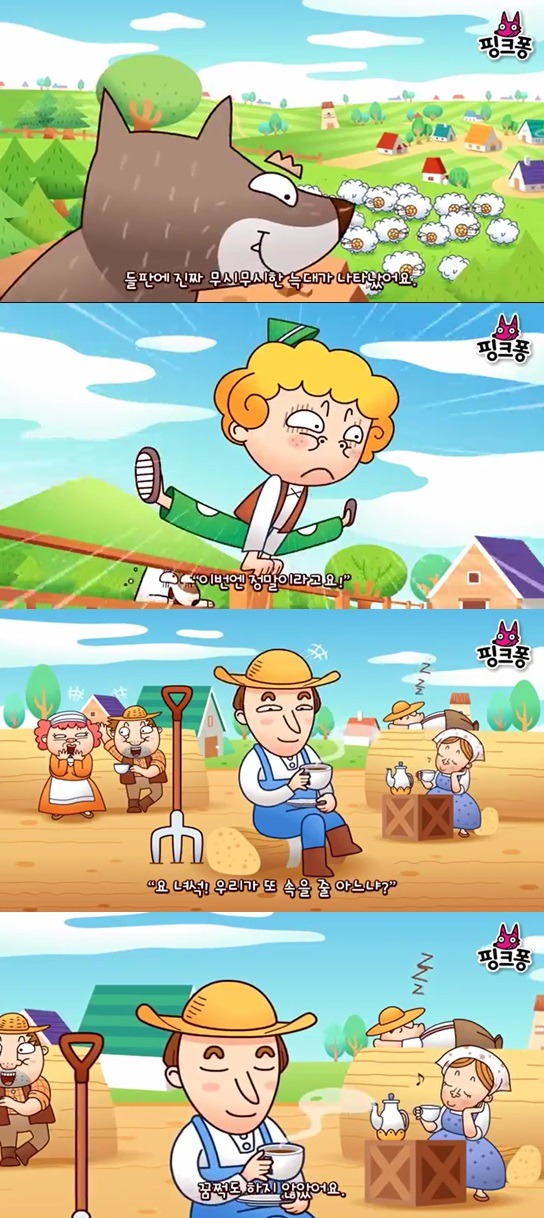 핑크퐁
들판에 진짜 무시무시한 늑대가 나타났어요.
핑크퐁
“이번엔 정말이라고요!”
핑크퐁
“요 녀석! 우리가 또 속을 줄 아느냐?”
핑크퐁
꿈쩍도 하지 않았어요.